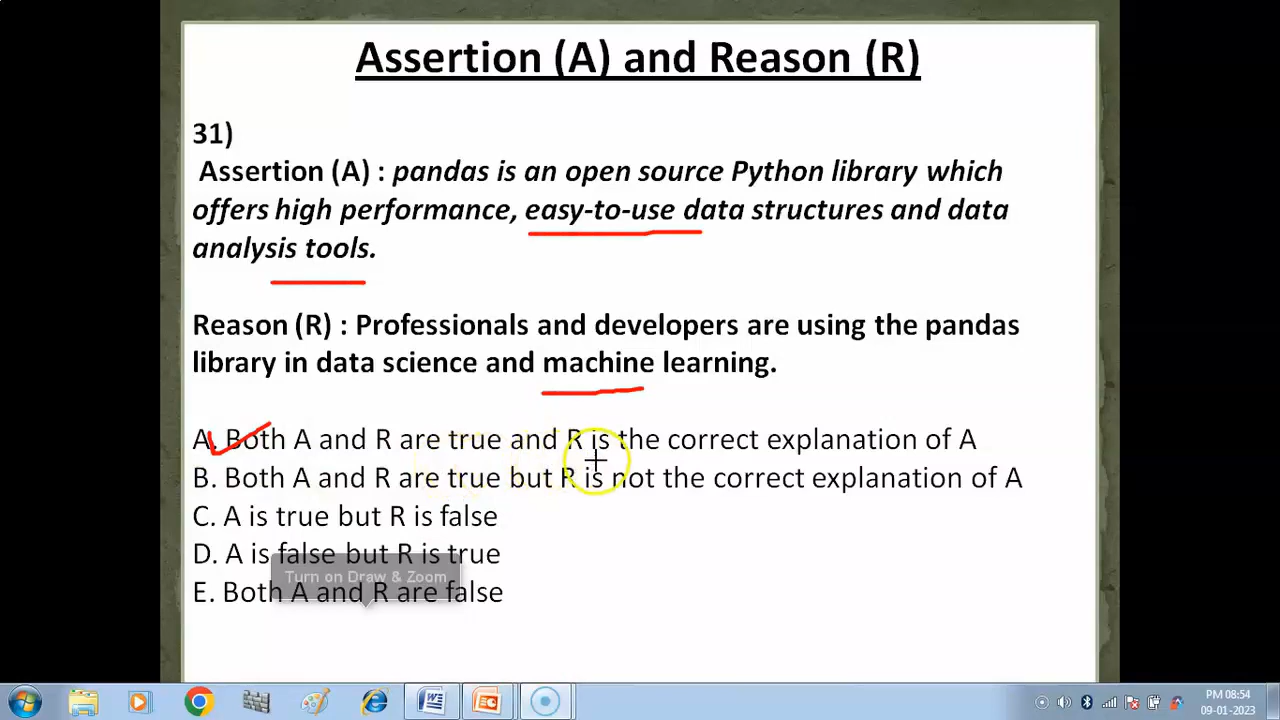 Assertion (A) and Reason (R)
31)
Assertion (A) : pandas is an open source Python library which
offers high performance, easy-to-use data structures and data
analysis tools.
Reason (R) : Professionals and developers are using the pandas
library in data science and machine learning.
A. Both A and R are true and R is the correct explanation of A
B. Both A and R are true but R is not the correct explanation of A
C. A is true but R is false
D. A is false but R is true
Turn on Draw & Zoom
E. Both A and R are false
PM 08:54
09-01-2023